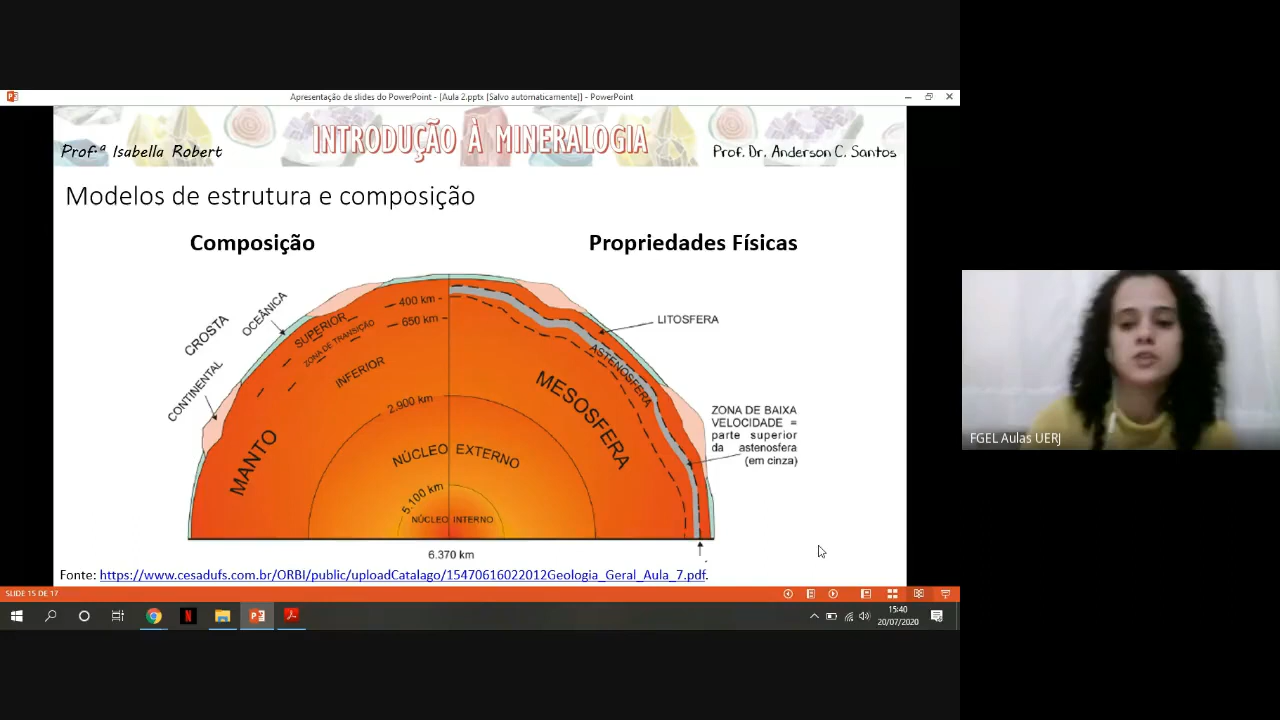 Apresentação de slides do PowerPoint - [Aula 2.pptx [Salvo automaticamente]] - PowerPoint
INTRODUÇÃO À MINERALOGIA
Prof.ª Isabella Robert
Prof. Dr. Anderson C. Santos
Modelos de estrutura e composição
Composição
Propriedades Físicas
CROSTA
OCEÂNICA
CONTINENTAL
SUPERIOR
ZONA DE TRANSIÇÃO
INFERIOR
MANTO
400 km
650 km
2.900 km
NÚCLEO EXTERNO
5.100 km
NÚCLEO INTERNO
6.370 km
LITOSFERA
ASTENOSFERA
MESOSFERA
ZONA DE BAIXA
VELOCIDADE =
parte superior
da astenosfera
(em cinza)
Fonte: https://www.cesadufs.com.br/ORBI/public/uploadCatalago/15470616022012Geologia_Geral_Aula_7.pdf.
SLIDE 15 DE 17
15:40
20/07/2020
FGEL Aulas UERJ